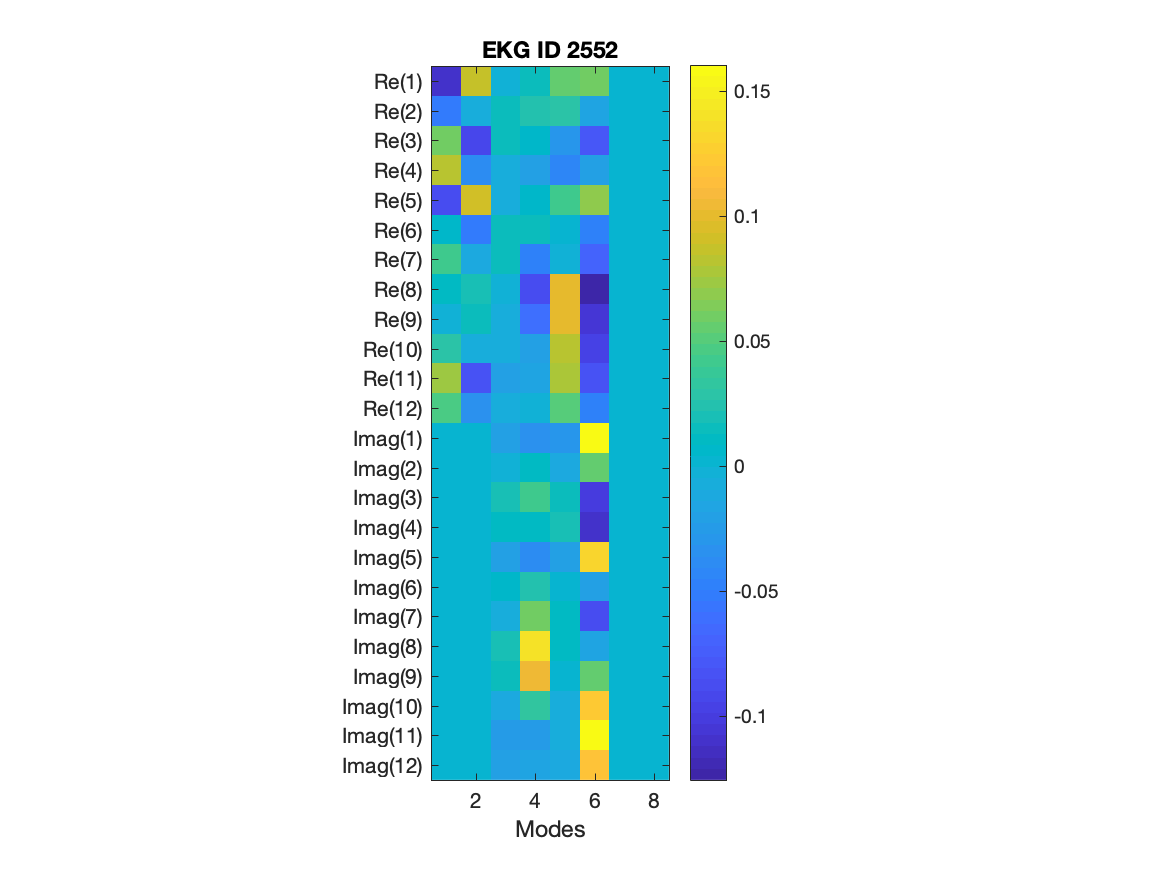 EKG ID 2552
Re(1)
Re(2)
Re(3)
Re(4)
Re(5)
Re(6)
Re(7)
Re(8)
Re(9)
Re(10)
Re(11)
Re(12)
Imag(1)
Imag(2)
Imag(3)
Imag(4)
Imag(5)
Imag(6)
Imag(7)
Imag(8)
Imag(9)
Imag(10)
Imag(11)
Imag(12)
2 4 6 8
Modes
0.15
0.1
0.05
0
-0.05
-0.1